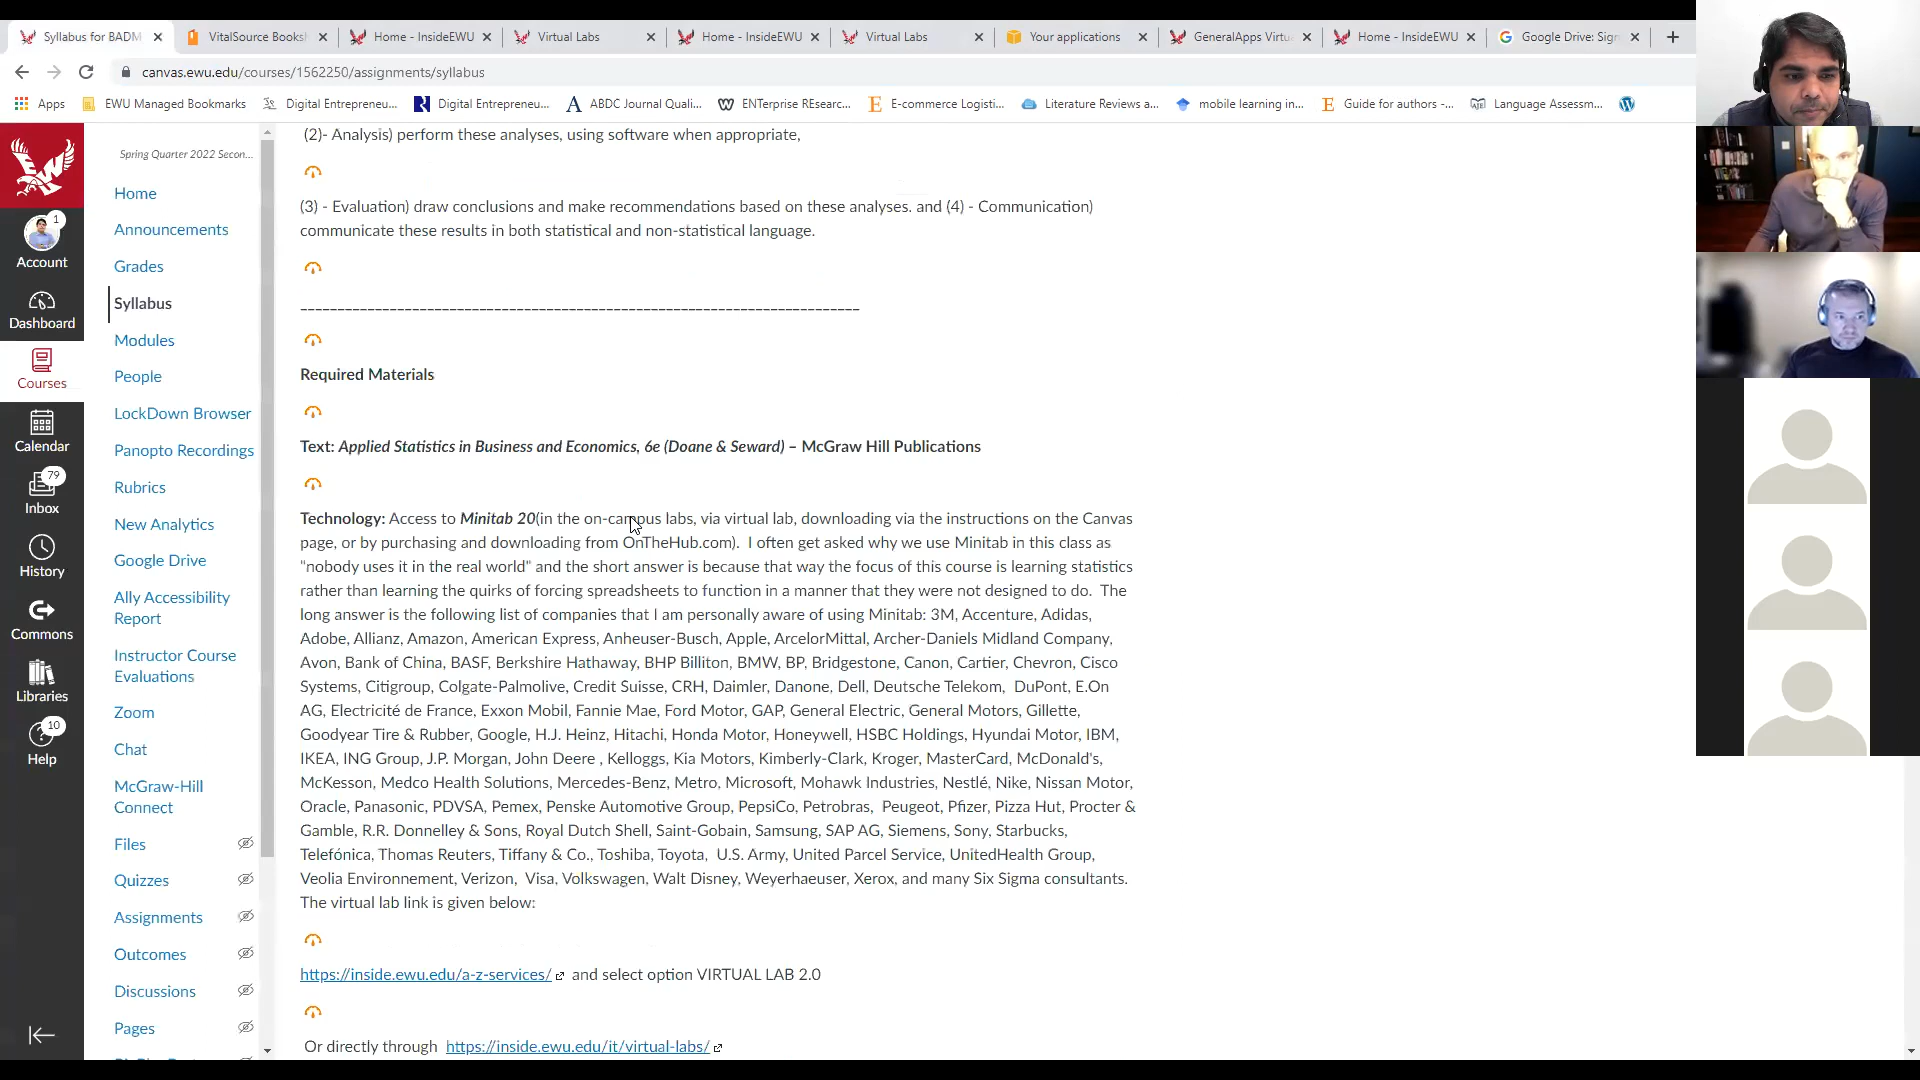 Syllabus for BADM
VitalSource Booksh
Home - InsideEWU
Virtual Labs
Home - InsideEWU
Virtual Labs
Your applications
GeneralApps Virtu
Home - InsideEWU
Google Drive: Sign
canvas.ewu.edu/courses/1562250/assignments/syllabus
Apps
EWU Managed Bookmarks
Digital Entrepreneu...
Digital Entrepreneu...
ABDC Journal Quali...
ENTerprise REsearc...
E-commerce Logisti...
Literature Reviews a...
mobile learning in...
Guide for authors -...
Language Assessm...
Account
1
Dashboard
Courses
Calendar
79
Inbox
History
Commons
Libraries
10
Help
Spring Quarter 2022 Secon...
Home
Announcements
Grades
Syllabus
Modules
People
LockDown Browser
Panopto Recordings
Rubrics
New Analytics
Google Drive
Ally Accessibility
Report
Instructor Course
Evaluations
Zoom
Chat
McGraw-Hill
Connect
Files
Quizzes
Assignments
Outcomes
Discussions
Pages
(2)- Analysis) perform these analyses, using software when appropriate,
(3) - Evaluation) draw conclusions and make recommendations based on these analyses. and (4) - Communication)
communicate these results in both statistical and non-statistical language.
Required Materials
Text: Applied Statistics in Business and Economics, 6e (Doane & Seward) – McGraw Hill Publications
Technology: Access to Minitab 20(in the on-campus labs, via virtual lab, downloading via the instructions on the Canvas
page, or by purchasing and downloading from OnTheHub.com). I often get asked why we use Minitab in this class as
"nobody uses it in the real world" and the short answer is because that way the focus of this course is learning statistics
rather than learning the quirks of forcing spreadsheets to function in a manner that they were not designed to do. The
long answer is the following list of companies that I am personally aware of using Minitab: 3M, Accenture, Adidas,
Adobe, Allianz, Amazon, American Express, Anheuser-Busch, Apple, ArcelorMittal, Archer-Daniels Midland Company,
Avon, Bank of China, BASF, Berkshire Hathaway, BHP Billiton, BMW, BP, Bridgestone, Canon, Cartier, Chevron, Cisco
Systems, Citigroup, Colgate-Palmolive, Credit Suisse, CRH, Daimler, Danone, Dell, Deutsche Telekom, DuPont, E.On
AG, Electricité de France, Exxon Mobil, Fannie Mae, Ford Motor, GAP, General Electric, General Motors, Gillette,
Goodyear Tire & Rubber, Google, H.J. Heinz, Hitachi, Honda Motor, Honeywell, HSBC Holdings, Hyundai Motor, IBM,
IKEA, ING Group, J.P. Morgan, John Deere , Kelloggs, Kia Motors, Kimberly-Clark, Kroger, MasterCard, McDonald's,
McKesson, Medco Health Solutions, Mercedes-Benz, Metro, Microsoft, Mohawk Industries, Nestlé, Nike, Nissan Motor,
Oracle, Panasonic, PDVSA, Pemex, Penske Automotive Group, PepsiCo, Petrobras, Peugeot, Pfizer, Pizza Hut, Procter &
Gamble, R.R. Donnelley & Sons, Royal Dutch Shell, Saint-Gobain, Samsung, SAP AG, Siemens, Sony, Starbucks,
Telefónica, Thomas Reuters, Tiffany & Co., Toshiba, Toyota, U.S. Army, United Parcel Service, UnitedHealth Group,
Veolia Environnement, Verizon, Visa, Volkswagen, Walt Disney, Weyerhaeuser, Xerox, and many Six Sigma consultants.
The virtual lab link is given below:
https://inside.ewu.edu/a-z-services/ and select option VIRTUAL LAB 2.0
Or directly through https://inside.ewu.edu/it/virtual-labs/